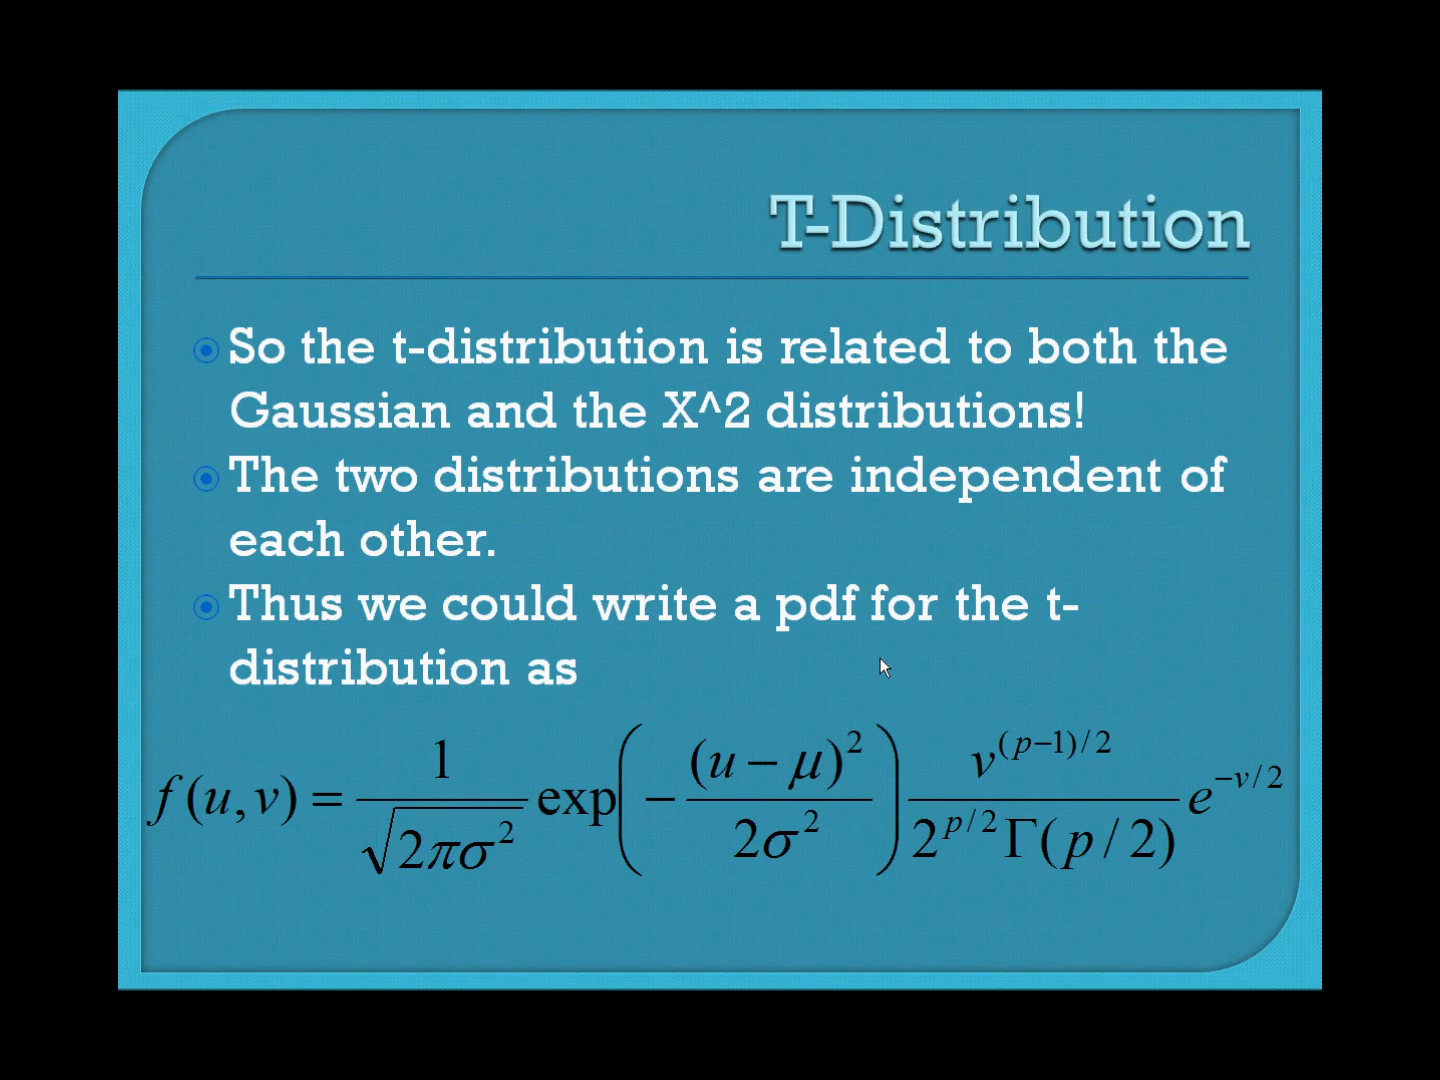 T-Distribution
So the t-distribution is related to both the
Gaussian and the X^2 distributions!
The two distributions are independent of
each other.
Thus we could write a pdf for the t-
distribution as
f(u,v) = \frac{1}{\sqrt{2\pi\sigma^2}} \exp\left(-\frac{(u-\mu)^2}{2\sigma^2}\right) \frac{v^{(p-1)/2}}{2^{p/2}\Gamma(p/2)} e^{-v/2}